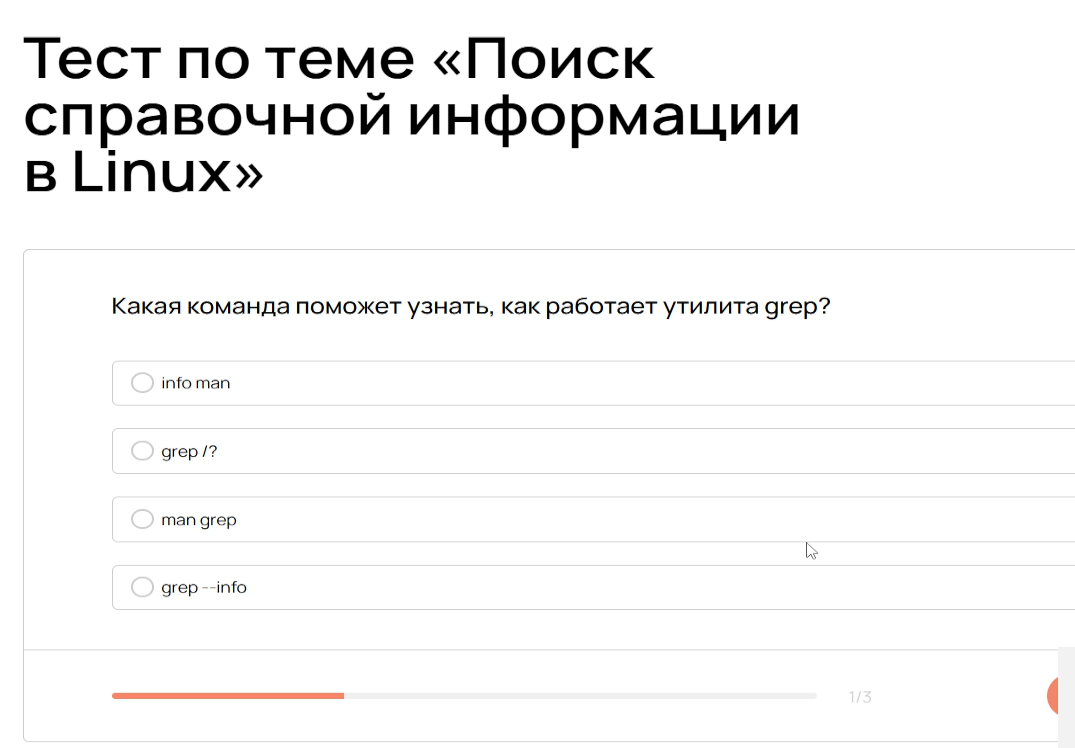 Тест по теме «Поиск
справочной информации
в Linux»
Какая команда поможет узнать, как работает утилита grep?
info man
grep /?
man grep
grep --info
1/3